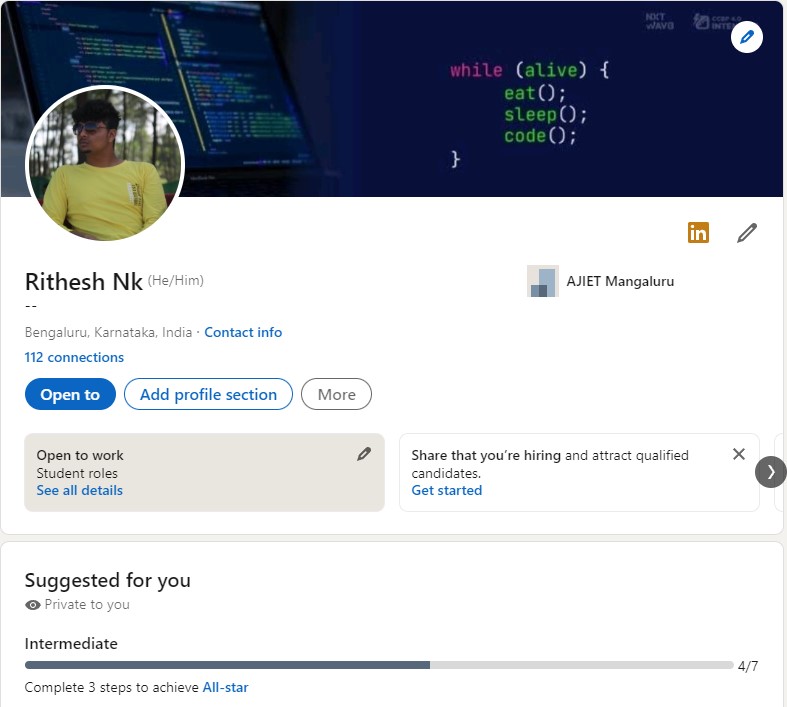 NXT
WAVE
CCBP 4.0
while (alive) {
eat();
sleep();
code();
}
in
Rithesh Nk (He/Him)
AJIET Mangaluru
--
Bengaluru, Karnataka, India · Contact info
112 connections
Open to
Add profile section
More
Open to work
Student roles
See all details
Share that you’re hiring and attract qualified
candidates.
Get started
Suggested for you
Private to you
Intermediate
4/7
Complete 3 steps to achieve All-star